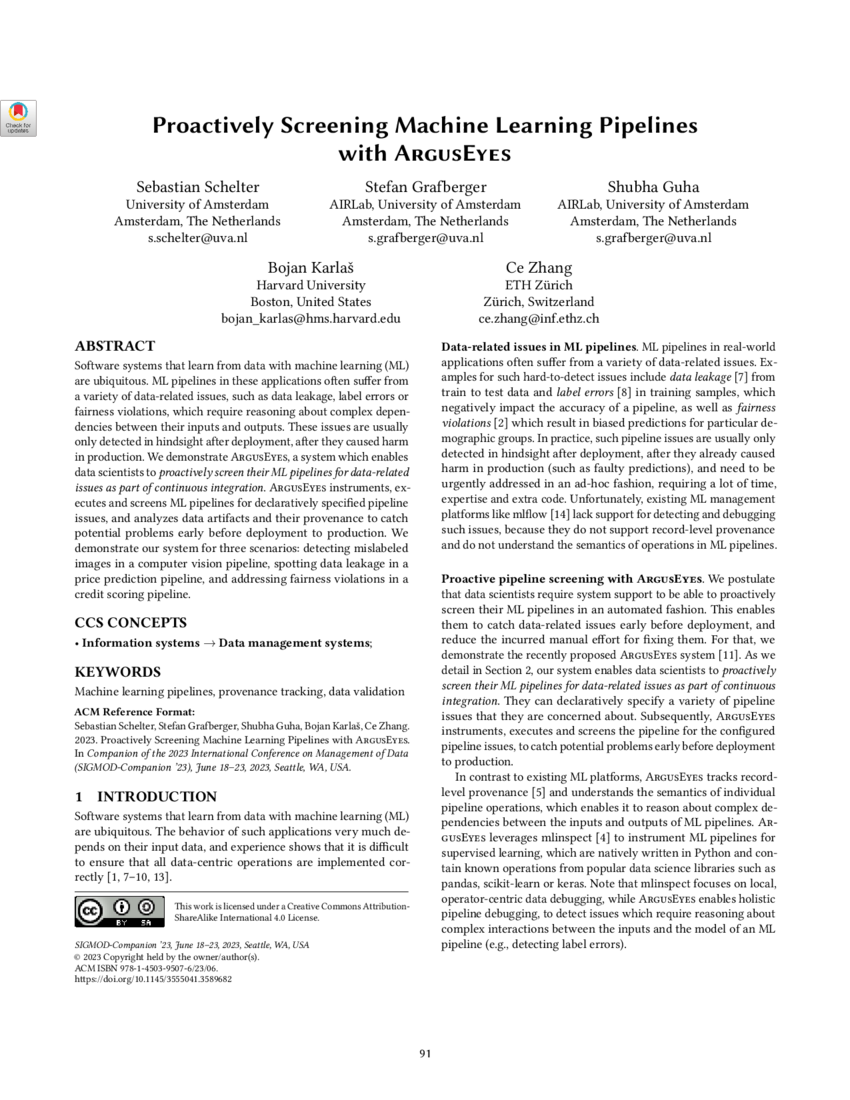 Check for
updates
Proactively Screening Machine Learning Pipelines
with ArgusEyes
Sebastian Schelter
University of Amsterdam
Amsterdam, The Netherlands
s.schelter@uva.nl
Stefan Grafberger
AIRLab, University of Amsterdam
Amsterdam, The Netherlands
s.grafberger@uva.nl
Shubha Guha
AIRLab, University of Amsterdam
Amsterdam, The Netherlands
s.grafberger@uva.nl
Bojan Karlaš
Harvard University
Boston, United States
bojan_karlas@hms.harvard.edu
Ce Zhang
ETH Zürich
Zürich, Switzerland
ce.zhang@inf.ethz.ch
ABSTRACT
Software systems that learn from data with machine learning (ML)
are ubiquitous. ML pipelines in these applications often suffer from
a variety of data-related issues, such as data leakage, label errors or
fairness violations, which require reasoning about complex depen-
dencies between their inputs and outputs. These issues are usually
only detected in hindsight after deployment, after they caused harm
in production. We demonstrate ArgusEyes, a system which enables
data scientists to proactively screen their ML pipelines for data-related
issues as part of continuous integration. ArgusEyes instruments, ex-
ecutes and screens ML pipelines for declaratively specified pipeline
issues, and analyzes data artifacts and their provenance to catch
potential problems early before deployment to production. We
demonstrate our system for three scenarios: detecting mislabeled
images in a computer vision pipeline, spotting data leakage in a
price prediction pipeline, and addressing fairness violations in a
credit scoring pipeline.
CCS CONCEPTS
• Information systems → Data management systems;
KEYWORDS
Machine learning pipelines, provenance tracking, data validation
ACM Reference Format:
Sebastian Schelter, Stefan Grafberger, Shubha Guha, Bojan Karlaš, Ce Zhang.
2023. Proactively Screening Machine Learning Pipelines with ArgusEyes.
In Companion of the 2023 International Conference on Management of Data
(SIGMOD-Companion '23), June 18–23, 2023, Seattle, WA, USA.
1 INTRODUCTION
Software systems that learn from data with machine learning (ML)
are ubiquitous. The behavior of such applications very much de-
pends on their input data, and experience shows that it is difficult
to ensure that all data-centric operations are implemented cor-
rectly [1, 7–10, 13].
cc BY SA
This work is licensed under a Creative Commons Attribution-
ShareAlike International 4.0 License.
SIGMOD-Companion '23, June 18–23, 2023, Seattle, WA, USA
© 2023 Copyright held by the owner/author(s).
ACM ISBN 978-1-4503-9507-6/23/06.
https://doi.org/10.1145/3555041.3589682
Data-related issues in ML pipelines. ML pipelines in real-world
applications often suffer from a variety of data-related issues. Ex-
amples for such hard-to-detect issues include data leakage [7] from
train to test data and label errors [8] in training samples, which
negatively impact the accuracy of a pipeline, as well as fairness
violations [2] which result in biased predictions for particular de-
mographic groups. In practice, such pipeline issues are usually only
detected in hindsight after deployment, after they already caused
harm in production (such as faulty predictions), and need to be
urgently addressed in an ad-hoc fashion, requiring a lot of time,
expertise and extra code. Unfortunately, existing ML management
platforms like mlflow [14] lack support for detecting and debugging
such issues, because they do not support record-level provenance
and do not understand the semantics of operations in ML pipelines.
Proactive pipeline screening with ArgusEyes. We postulate
that data scientists require system support to be able to proactively
screen their ML pipelines in an automated fashion. This enables
them to catch data-related issues early before deployment, and
reduce the incurred manual effort for fixing them. For that, we
demonstrate the recently proposed ArgusEyes system [11]. As we
detail in Section 2, our system enables data scientists to proactively
screen their ML pipelines for data-related issues as part of continuous
integration. They can declaratively specify a variety of pipeline
issues that they are concerned about. Subsequently, ArgusEyes
instruments, executes and screens the pipeline for the configured
pipeline issues, to catch potential problems early before deployment
to production.
In contrast to existing ML platforms, ArgusEyes tracks record-
level provenance [5] and understands the semantics of individual
pipeline operations, which enables it to reason about complex de-
pendencies between the inputs and outputs of ML pipelines. Ar-
gusEyes leverages mlinspect [4] to instrument ML pipelines for
supervised learning, which are natively written in Python and con-
tain known operations from popular data science libraries such as
pandas, scikit-learn or keras. Note that mlinspect focuses on local,
operator-centric data debugging, while ArgusEyes enables holistic
pipeline debugging, to detect issues which require reasoning about
complex interactions between the inputs and the model of an ML
pipeline (e.g., detecting label errors).
91